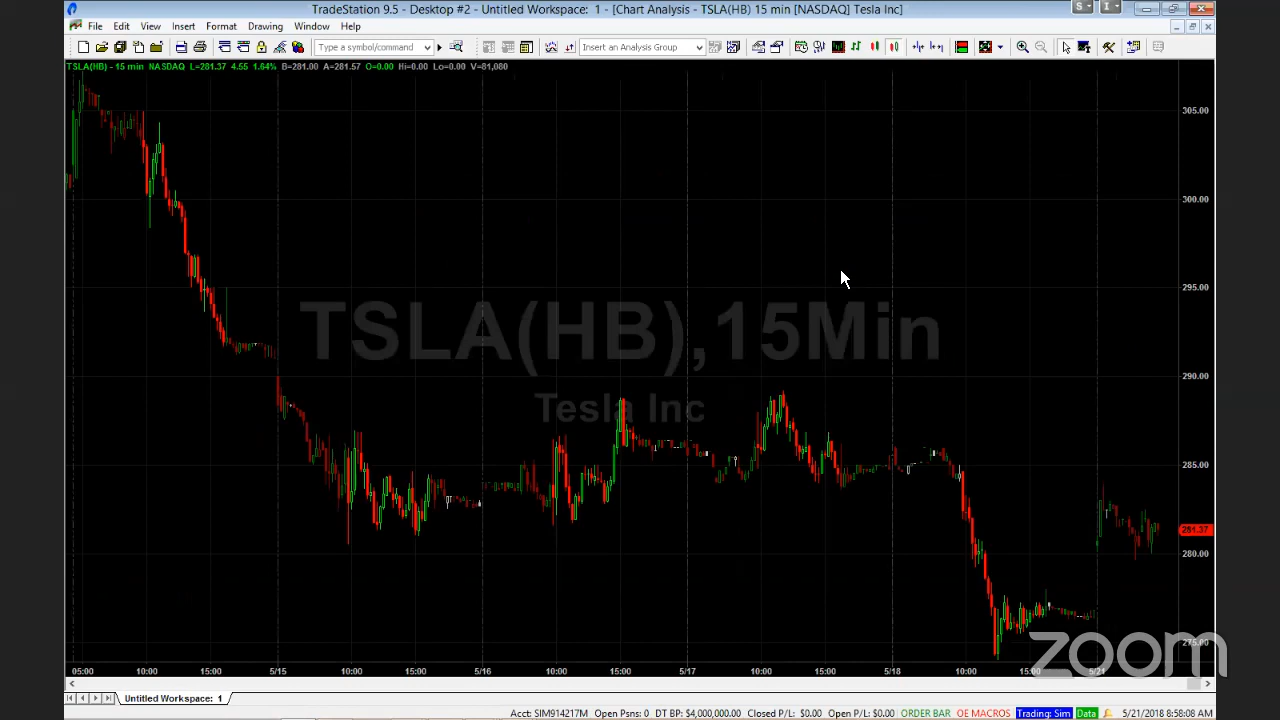 TradeStation 9.5 - Desktop #2 - Untitled Workspace: 1 - [Chart Analysis - TSLA(HB) 15 min [NASDAQ] Tesla Inc]
S I
File Edit View Insert Format Drawing Window Help
Type a symbol/command Insert an Analysis Group
TSLA(HB) - 15 min NASDAQ L=281.37 4.55 1.64% B=281.00 A=281.57 O=0.00 Hi=0.00 Lo=0.00 V=81,080
305.00
300.00
295.00
TSLA(HB),15Min
290.00
Tesla Inc
285.00
281.37
280.00
275.00
zoom
05:00 10:00 15:00 5/15 10:00 15:00 5/16 10:00 15:00 5/17 10:00 15:00 5/18 10:00 15:00 5/21
Untitled Workspace: 1
Acct: SIM914217M Open Psns: 0 DT BP: $4,000,000.00 Closed P/L: $0.00 Open P/L: $0.00 ORDER BAR OE MACROS Trading: Sim Data 5/21/2018 8:58:08 AM